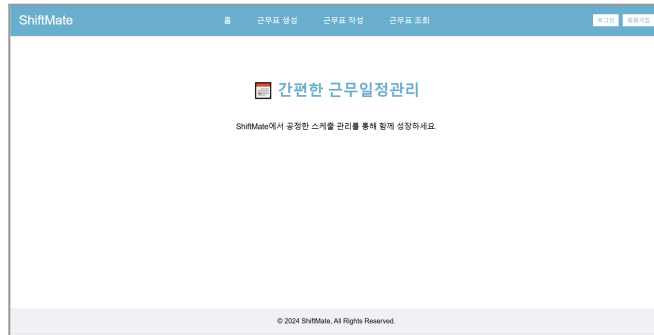 ShiftMate
홈 근무표 생성 근무표 작성 근무표 조회
로그인 회원가입
간편한 근무일정관리
ShiftMate에서 공정한 스케줄 관리를 통해 함께 성장하세요.
© 2024 ShiftMate, All Rights Reserved.